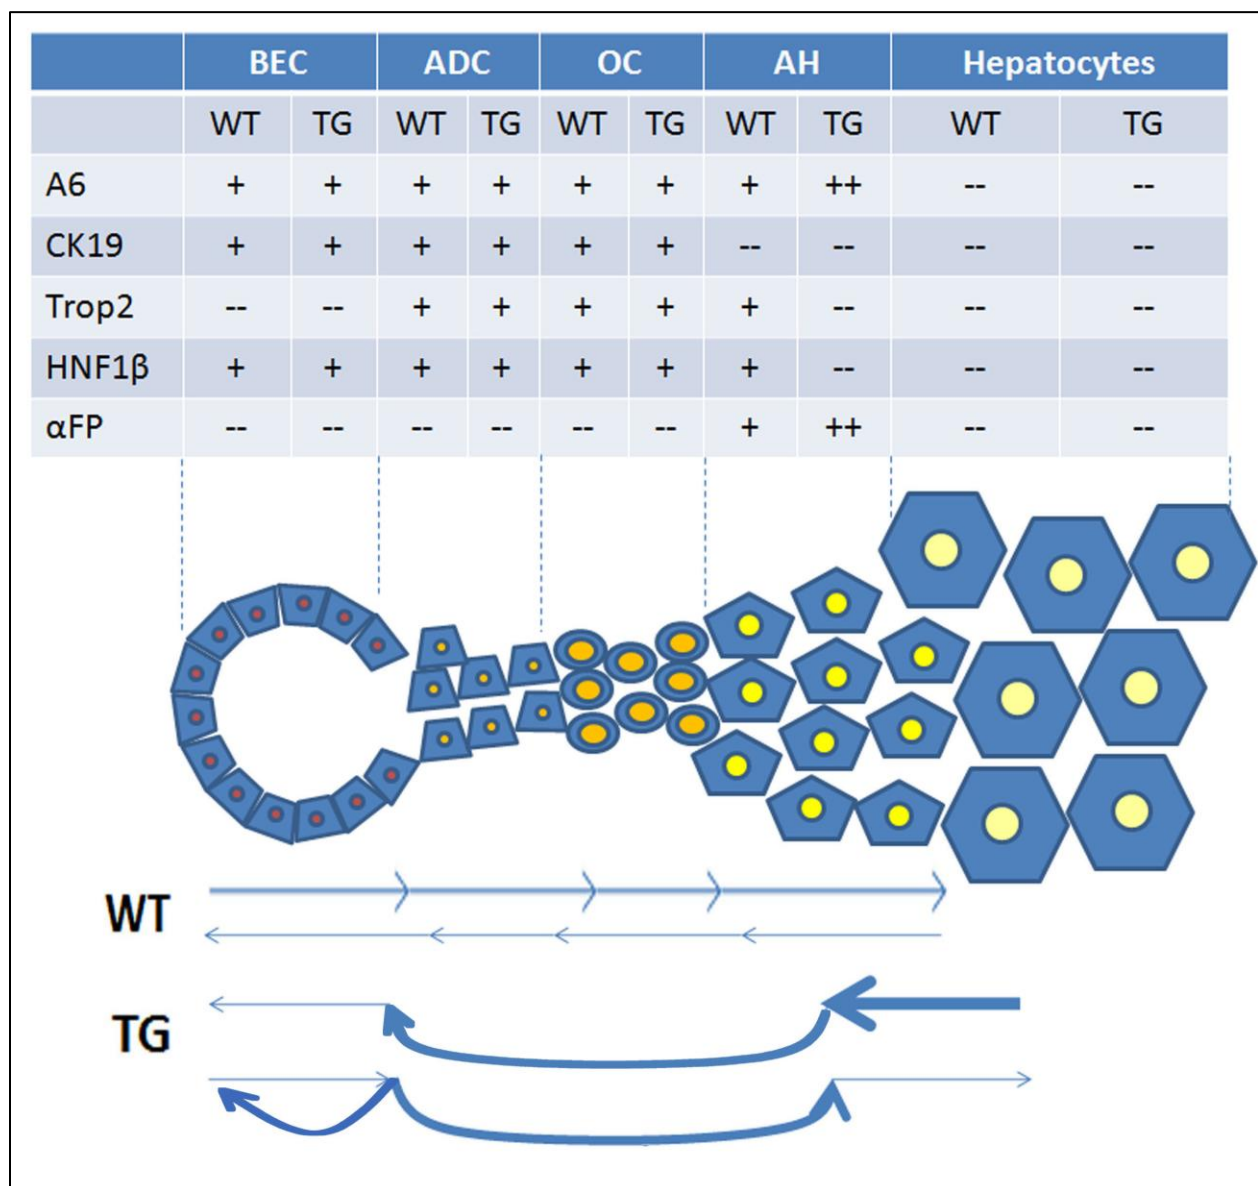 BEC ADC OC AH Hepatocytes
WT TG WT TG WT TG WT TG WT TG
A6 + + + + + + + ++ -- --
CK19 + + + + + + -- -- -- --
Trop2 -- -- + + + + + -- -- --
HNF1β + + + + + + + -- -- --
αFP -- -- -- -- -- -- + ++ -- --
WT
TG